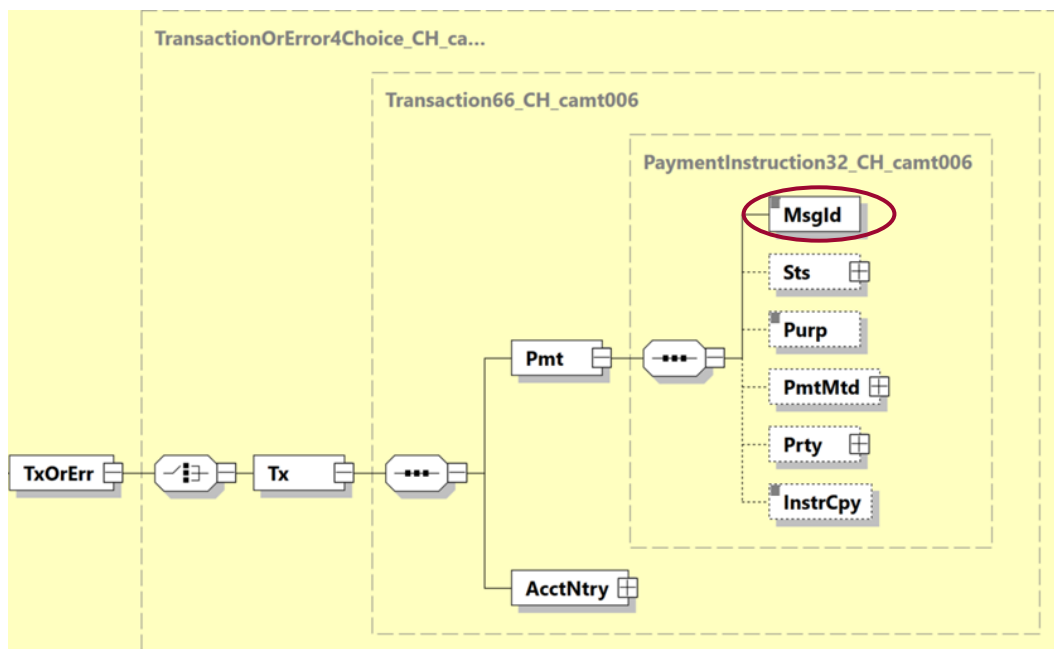 TransactionOrError4Choice_CH_ca...
Transaction66_CH_camt006
PaymentInstruction32_CH_camt006
MsgId
Sts
Purp
Pmt
PmtMtd
Prty
TxOrErr
Tx
InstrCpy
AcctNtry